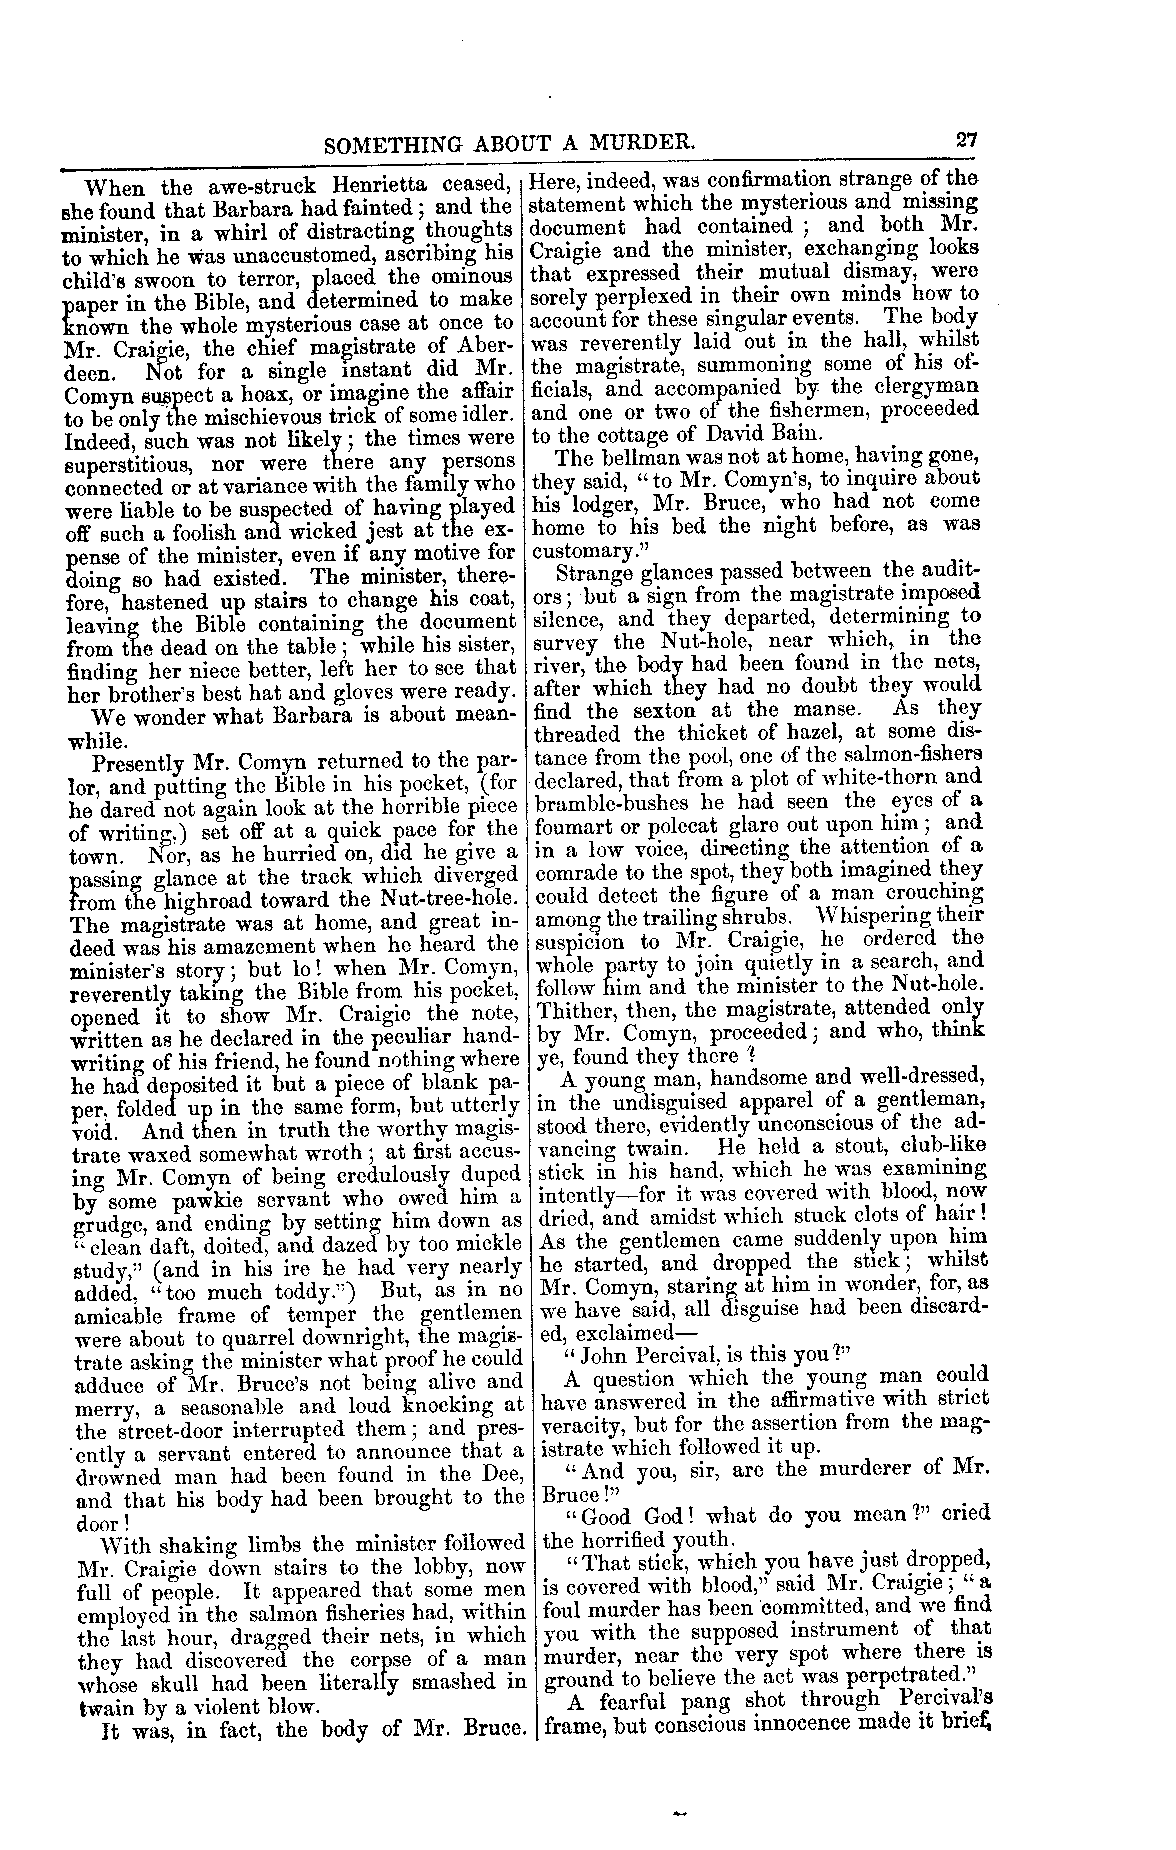 SOMETHING ABOUT A MURDER. 27
When the awe-struck Henrietta ceased,
she found that Barbara had fainted; and the
minister, in a whirl of distracting thoughts
to which he was unaccustomed, ascribing his
child's swoon to terror, placed the ominous
paper in the Bible, and determined to make
known the whole mysterious case at once to
Mr. Craigie, the chief magistrate of Aber-
deen. Not for a single instant did Mr.
Comyn suspect a hoax, or imagine the affair
to be only the mischievous trick of some idler.
Indeed, such was not likely; the times were
superstitious, nor were there any persons
connected or at variance with the family who
were liable to be suspected of having played
off such a foolish and wicked jest at the ex-
pense of the minister, even if any motive for
doing so had existed. The minister, there-
fore, hastened up stairs to change his coat,
leaving the Bible containing the document
from the dead on the table; while his sister,
finding her niece better, left her to see that
her brother's best hat and gloves were ready.
We wonder what Barbara is about mean-
while.
Presently Mr. Comyn returned to the par-
lor, and putting the Bible in his pocket, (for
he dared not again look at the horrible piece
of writing,) set off at a quick pace for the
town. Nor, as he hurried on, did he give a
passing glance at the track which diverged
from the highroad toward the Nut-tree-hole.
The magistrate was at home, and great in-
deed was his amazement when he heard the
minister's story; but lo! when Mr. Comyn,
reverently taking the Bible from his pocket,
opened it to show Mr. Craigie the note,
written as he declared in the peculiar hand-
writing of his friend, he found nothing where
he had deposited it but a piece of blank pa-
per, folded up in the same form, but utterly
void. And then in truth the worthy magis-
trate waxed somewhat wroth; at first accus-
ing Mr. Comyn of being credulously duped
by some pawkie servant who owed him a
grudge, and ending by setting him down as
"clean daft, doited, and dazed by too mickle
study," (and in his ire he had very nearly
added, "too much toddy.") But, as in no
amicable frame of temper the gentlemen
were about to quarrel downright, the magis-
trate asking the minister what proof he could
adduce of Mr. Bruce's not being alive and
merry, a seasonable and loud knocking at
the street-door interrupted them; and pres-
ently a servant entered to announce that a
drowned man had been found in the Dee,
and that his body had been brought to the
door!
With shaking limbs the minister followed
Mr. Craigie down stairs to the lobby, now
full of people. It appeared that some men
employed in the salmon fisheries had, within
the last hour, dragged their nets, in which
they had discovered the corpse of a man
whose skull had been literally smashed in
twain by a violent blow.
It was, in fact, the body of Mr. Bruce.
Here, indeed, was confirmation strange of the
statement which the mysterious and missing
document had contained; and both Mr.
Craigie and the minister, exchanging looks
that expressed their mutual dismay, were
sorely perplexed in their own minds how to
account for these singular events. The body
was reverently laid out in the hall, whilst
the magistrate, summoning some of his of-
ficials, and accompanied by the clergyman
and one or two of the fishermen, proceeded
to the cottage of David Bain.
The bellman was not at home, having gone,
they said, "to Mr. Comyn's, to inquire about
his lodger, Mr. Bruce, who had not come
home to his bed the night before, as was
customary."
Strange glances passed between the audit-
ors; but a sign from the magistrate imposed
silence, and they departed, determining to
survey the Nut-hole, near which, in the
river, the body had been found in the nets,
after which they had no doubt they would
find the sexton at the manse. As they
threaded the thicket of hazel, at some dis-
tance from the pool, one of the salmon-fishers
declared, that from a plot of white-thorn and
bramble-bushes he had seen the eyes of a
foumart or polecat glare out upon him; and
in a low voice, directing the attention of a
comrade to the spot, they both imagined they
could detect the figure of a man crouching
among the trailing shrubs. Whispering their
suspicion to Mr. Craigie, he ordered the
whole party to join quietly in a search, and
follow him and the minister to the Nut-hole.
Thither, then, the magistrate, attended only
by Mr. Comyn, proceeded; and who, think
ye, found they there?
A young man, handsome and well-dressed,
in the undisguised apparel of a gentleman,
stood there, evidently unconscious of the ad-
vancing twain. He held a stout, club-like
stick in his hand, which he was examining
intently—for it was covered with blood, now
dried, and amidst which stuck clots of hair!
As the gentlemen came suddenly upon him
he started, and dropped the stick; whilst
Mr. Comyn, staring at him in wonder, for, as
we have said, all disguise had been discard-
ed, exclaimed—
"John Percival, is this you?"
A question which the young man could
have answered in the affirmative with strict
veracity, but for the assertion from the mag-
istrate which followed it up.
"And you, sir, are the murderer of Mr.
Bruce!"
"Good God! what do you mean?" cried
the horrified youth.
"That stick, which you have just dropped,
is covered with blood," said Mr. Craigie; "a
foul murder has been committed, and we find
you with the supposed instrument of that
murder, near the very spot where there is
ground to believe the act was perpetrated."
A fearful pang shot through Percival's
frame, but conscious innocence made it brief,